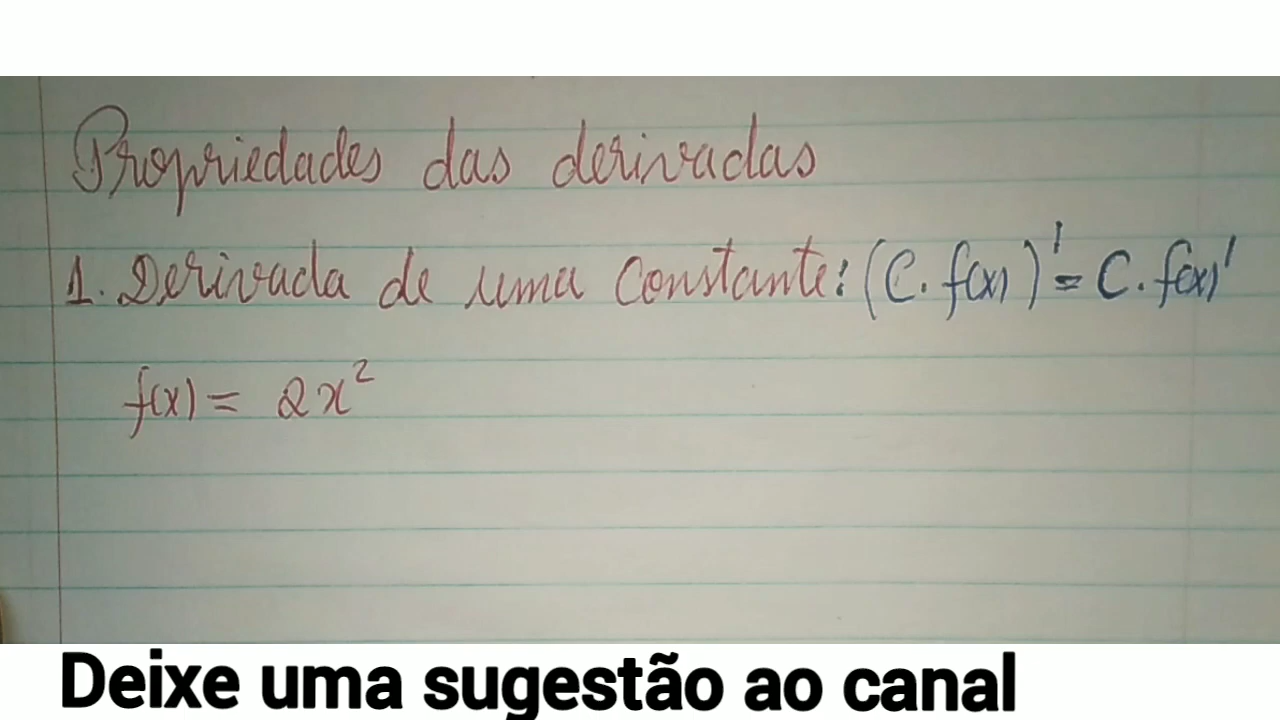 Propriedades das derivadas
1. Derivada de uma constante: (C. f(x))' = C. f(x)'
f(x) = 2x²
Deixe uma sugestão ao canal